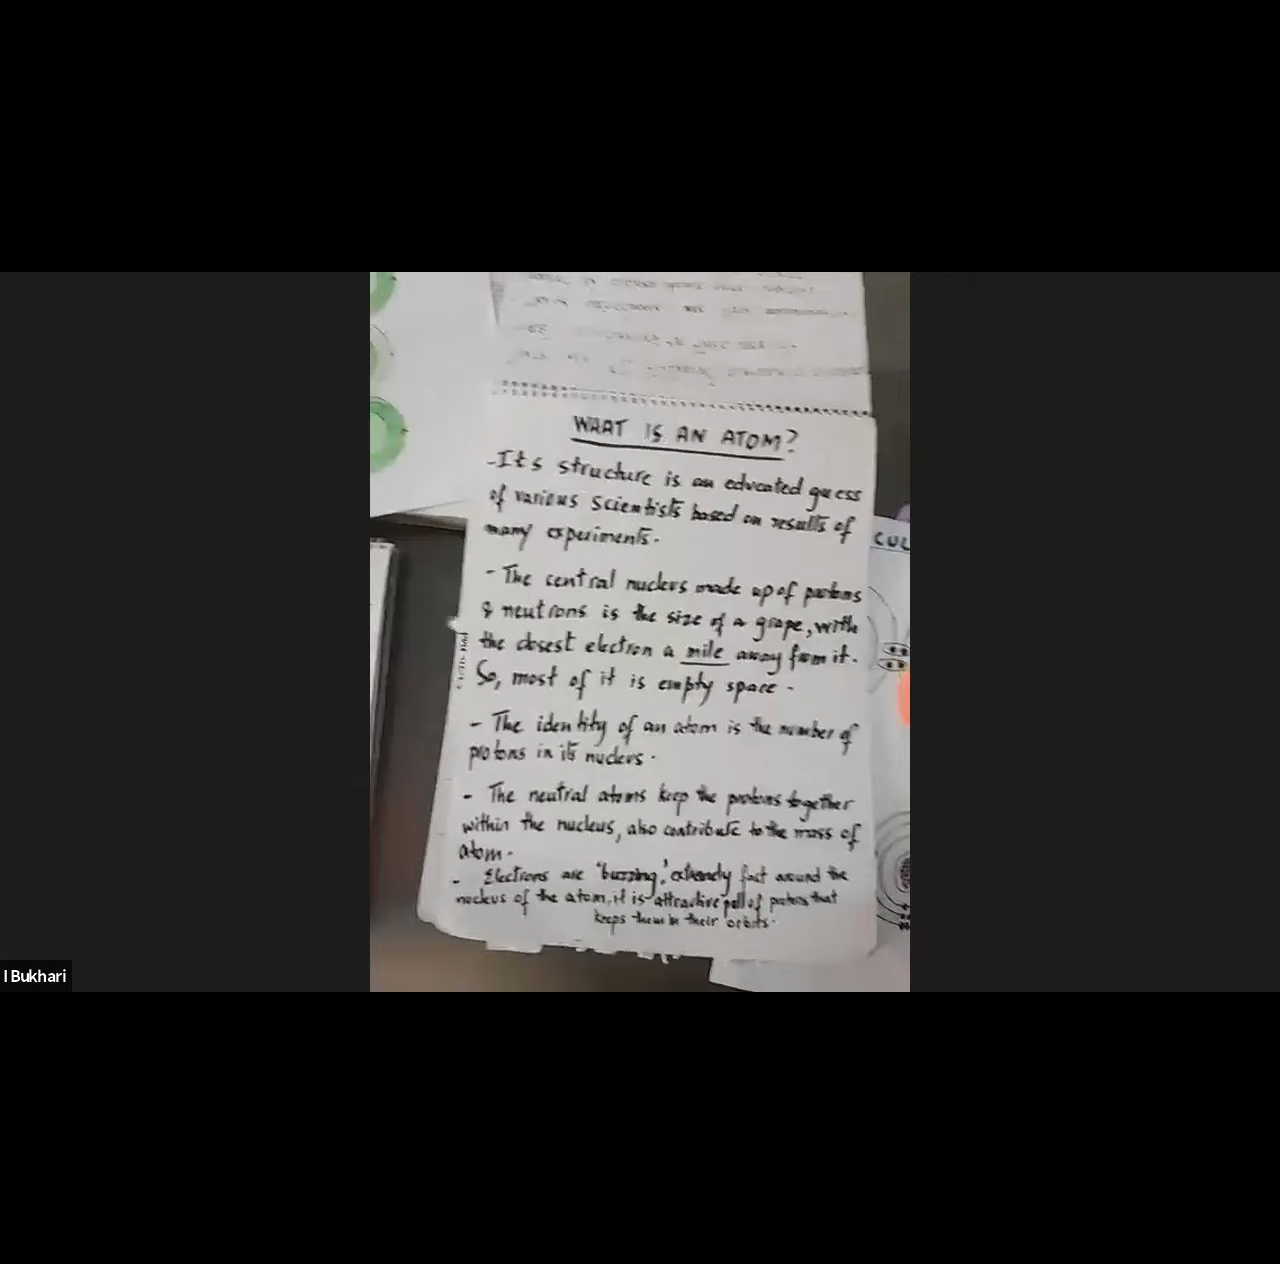 WHAT IS AN ATOM?
-Its structure is an educated guess
of various scientists based on results of
many experiments.
- The central nucleus made up of protons
& neutrons is the size of a grape, with
the closest electron a mile away from it.
So, most of it is empty space.
- The identity of an atom is the number of
protons in its nucleus.
- The neutral atoms keep the protons together
within the nucleus, also contribute to the mass of
atom.
- Electrons are 'buzzing' extremely fast around the
nucleus of the atom, it is attractive pull of protons that
keeps them in their orbits.
CUL
I Bukhari